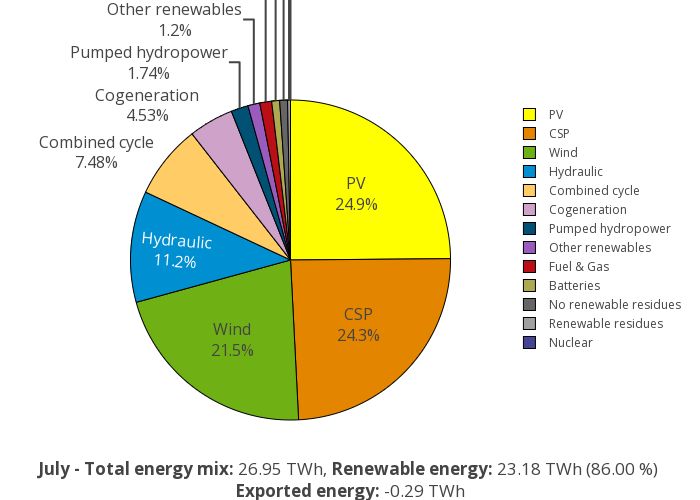 Other renewables
1.2%
Pumped hydropower
1.74%
Cogeneration
4.53%
Combined cycle
7.48%
Hydraulic
11.2%
Wind
21.5%
PV
24.9%
CSP
24.3%
PV
CSP
Wind
Hydraulic
Combined cycle
Cogeneration
Pumped hydropower
Other renewables
Fuel & Gas
Batteries
No renewable residues
Renewable residues
Nuclear
July - Total energy mix: 26.95 TWh, Renewable energy: 23.18 TWh (86.00 %)
Exported energy: -0.29 TWh